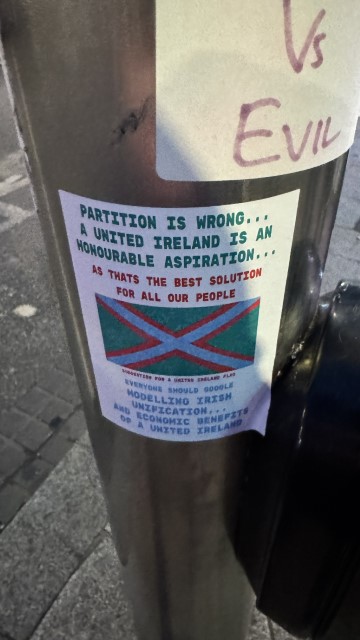 Vs
EVIL
PARTITION IS WRONG...
A UNITED IRELAND IS AN
HONOURABLE ASPIRATION...
AS THATS THE BEST SOLUTION
FOR ALL OUR PEOPLE
SUGGESTION FOR A UNITED IRELAND FLAG
EVERYONE SHOULD GOOGLE
MODELLING IRISH
UNIFICATION...
AND ECONOMIC BENEFITS
OF A UNITED IRELAND